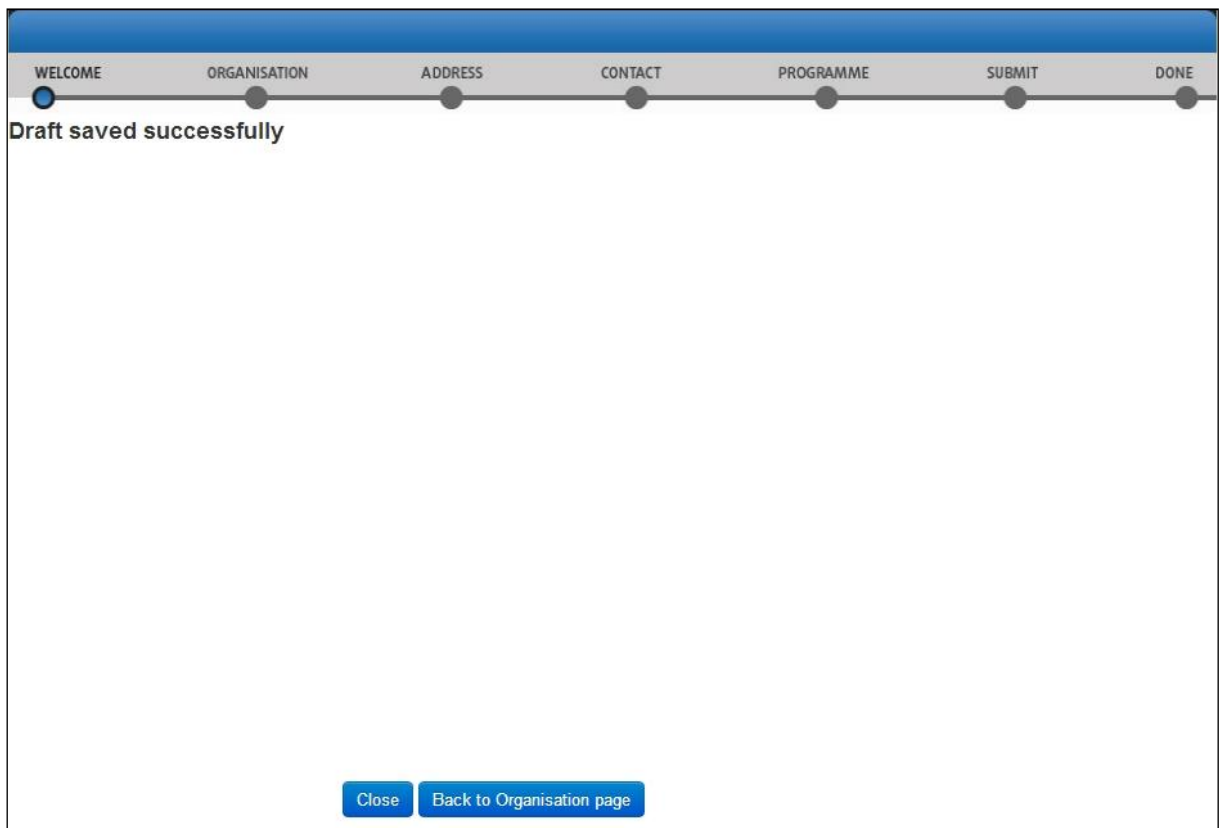 WELCOME ORGANISATION ADDRESS CONTACT PROGRAMME SUBMIT DONE
Draft saved successfully
Close Back to Organisation page